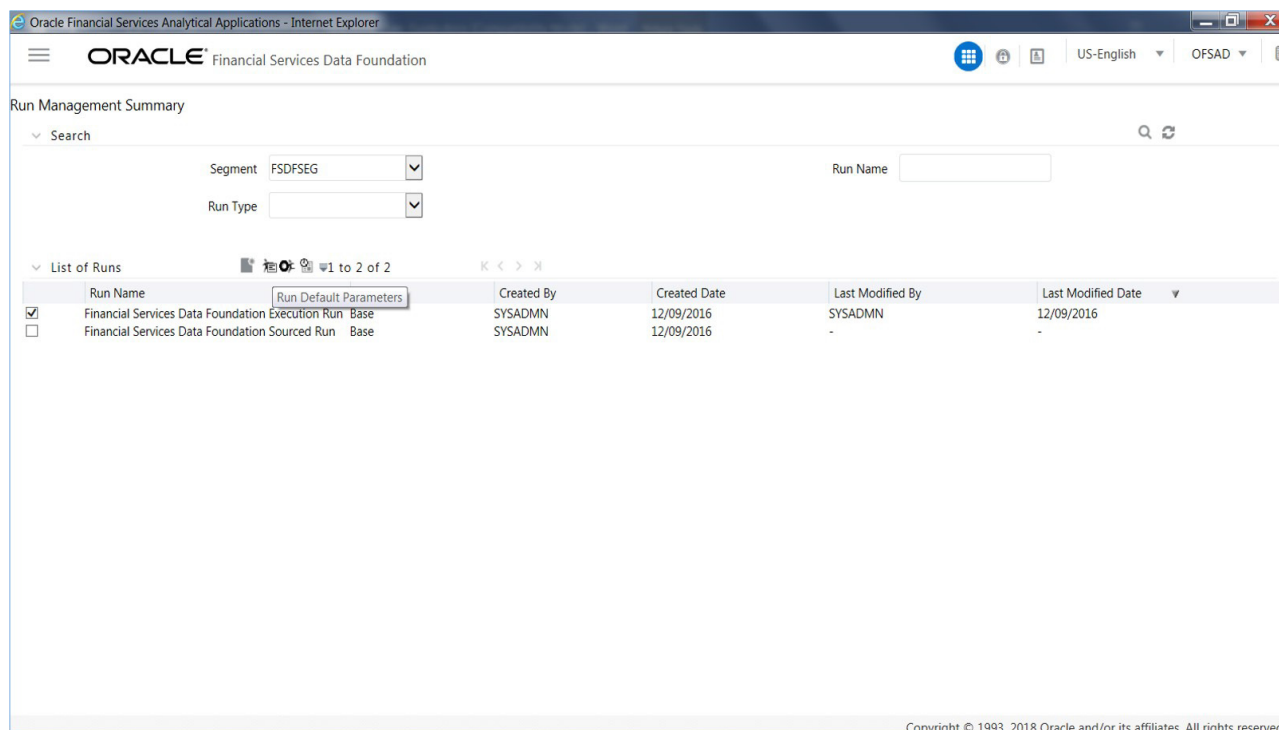 Oracle Financial Services Analytical Applications - Internet Explorer
ORACLE Financial Services Data Foundation
US-English
OFSAD
Run Management Summary
Search
Segment FSDFSEG
Run Name
Run Type
List of Runs 1 to 2 of 2
Run Name Run Default Parameters Created By Created Date Last Modified By Last Modified Date
Financial Services Data Foundation Execution Run Base SYSADMN 12/09/2016 SYSADMN 12/09/2016
Financial Services Data Foundation Sourced Run Base SYSADMN 12/09/2016 - -
Copyright © 1993, 2018 Oracle and/or its affiliates. All rights reserved